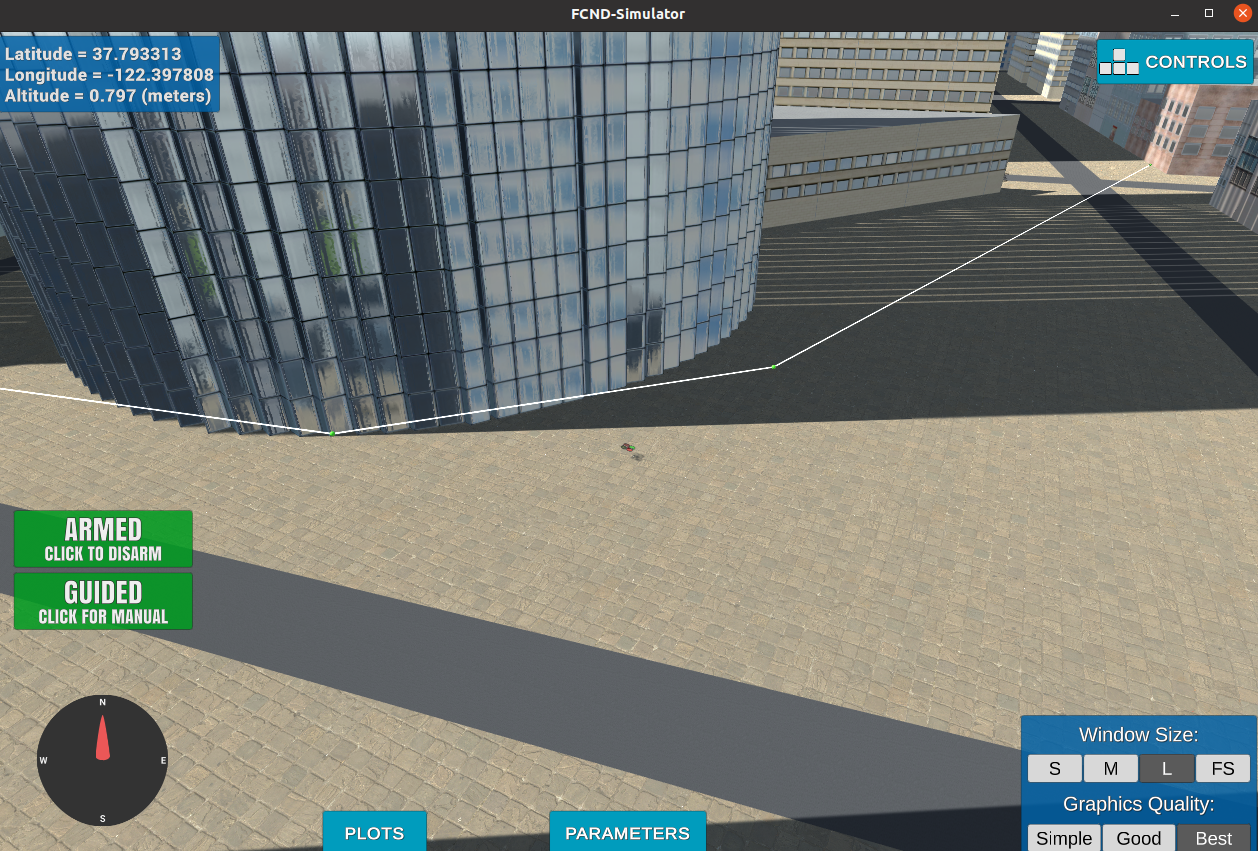 FCND-Simulator
Latitude = 37.793313
Longitude = -122.397808
Altitude = 0.797 (meters)
CONTROLS
ARMED
CLICK TO DISARM
GUIDED
CLICK FOR MANUAL
N
W E
S
PLOTS
PARAMETERS
Window Size:
S M L FS
Graphics Quality:
Simple Good Best